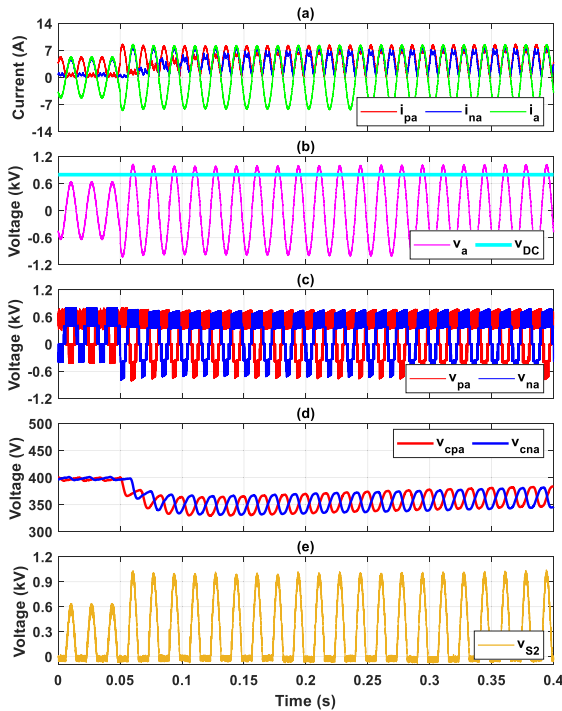 (a)
Current (A)
14
7
0
-7
-14
i_pa i_na i_a
(b)
Voltage (kV)
1.2
0.6
0
-0.6
-1.2
v_a v_DC
(c)
Voltage (kV)
1.2
0.6
0
-0.6
-1.2
v_pa v_na
(d)
Voltage (V)
500
450
400
350
300
v_cpa v_cna
(e)
Voltage (kV)
1.2
0.9
0.6
0.3
0
v_S2
0 0.05 0.1 0.15 0.2 0.25 0.3 0.35 0.4
Time (s)